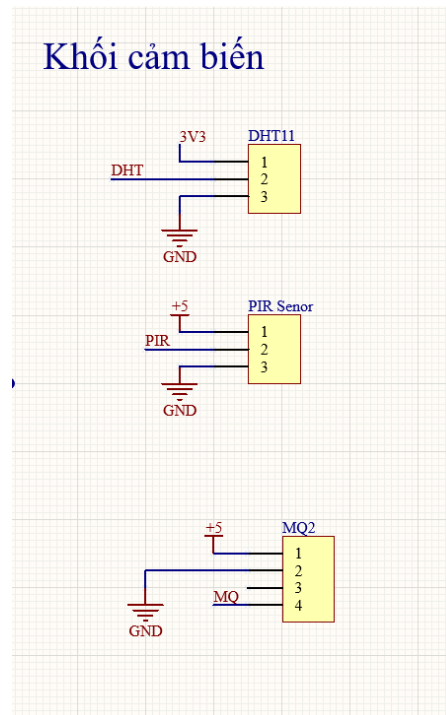 Khối cảm biến
3V3
DHT11
DHT
1
2
3
GND
+5
PIR Senor
PIR
1
2
3
GND
+5
MQ2
1
2
3
MQ
4
GND